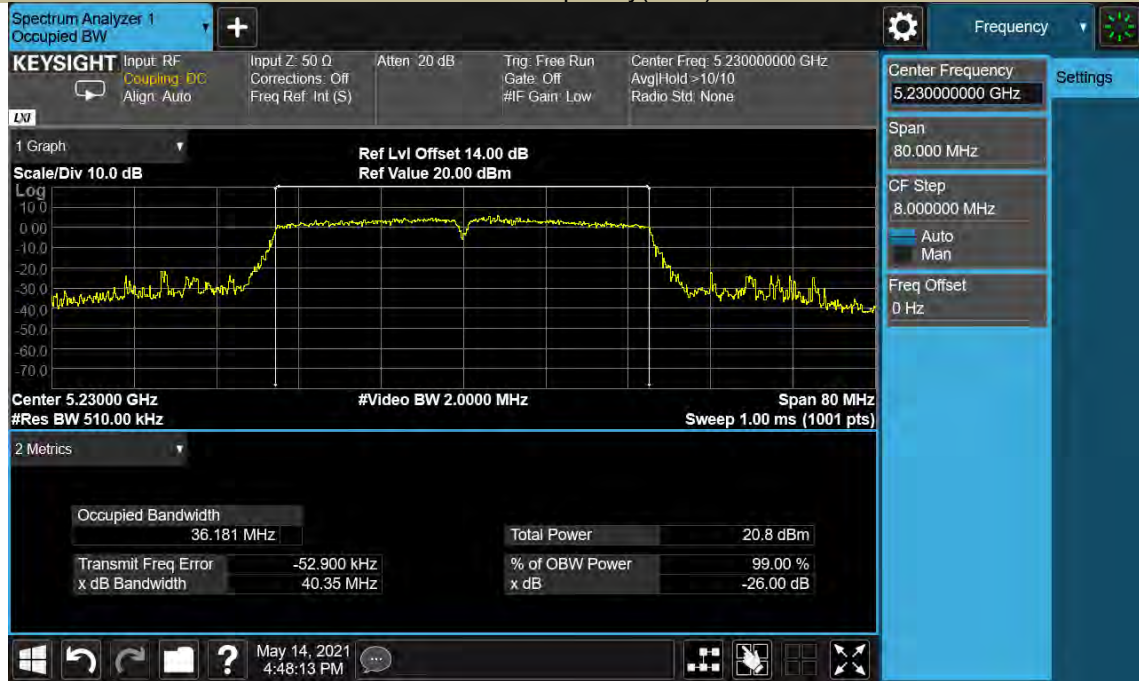 Spectrum Analyzer 1
Occupied BW
+
Frequency
KEYSIGHT
Input: RF
Coupling: DC
Align: Auto
Input Z: 50 Ω
Corrections: Off
Freq Ref: Int (S)
Atten: 20 dB
Trig: Free Run
Gate: Off
#IF Gain: Low
Center Freq: 5.230000000 GHz
Avg|Hold >10/10
Radio Std: None
LXI
Center Frequency
5.230000000 GHz
Settings
Span
80.000 MHz
CF Step
8.000000 MHz
Auto
Man
Freq Offset
0 Hz
1 Graph
Scale/Div 10.0 dB
Ref Lvl Offset 14.00 dB
Ref Value 20.00 dBm
Log
10.0
0.00
-10.0
-20.0
-30.0
-40.0
-50.0
-60.0
-70.0
Center 5.23000 GHz
#Video BW 2.0000 MHz
Span 80 MHz
#Res BW 510.00 kHz
Sweep 1.00 ms (1001 pts)
2 Metrics
Occupied Bandwidth
36.181 MHz
Total Power 20.8 dBm
Transmit Freq Error -52.900 kHz
% of OBW Power 99.00 %
x dB Bandwidth 40.35 MHz
x dB -26.00 dB
?
May 14, 2021
4:48:13 PM